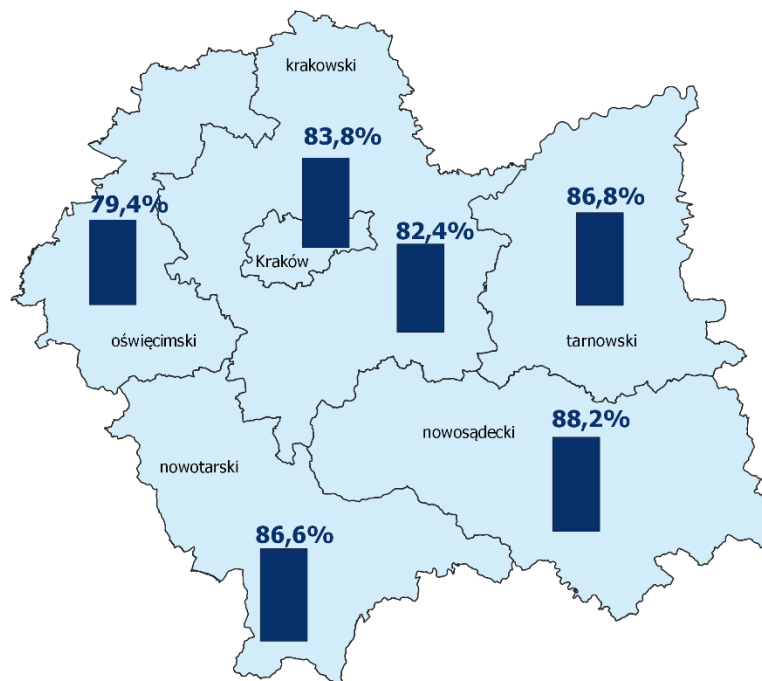 krakowski
83,8%
79,4%
86,8%
82,4%
Kraków
oświęcimski
tarnowski
88,2%
nowosądecki
nowotarski
86,6%